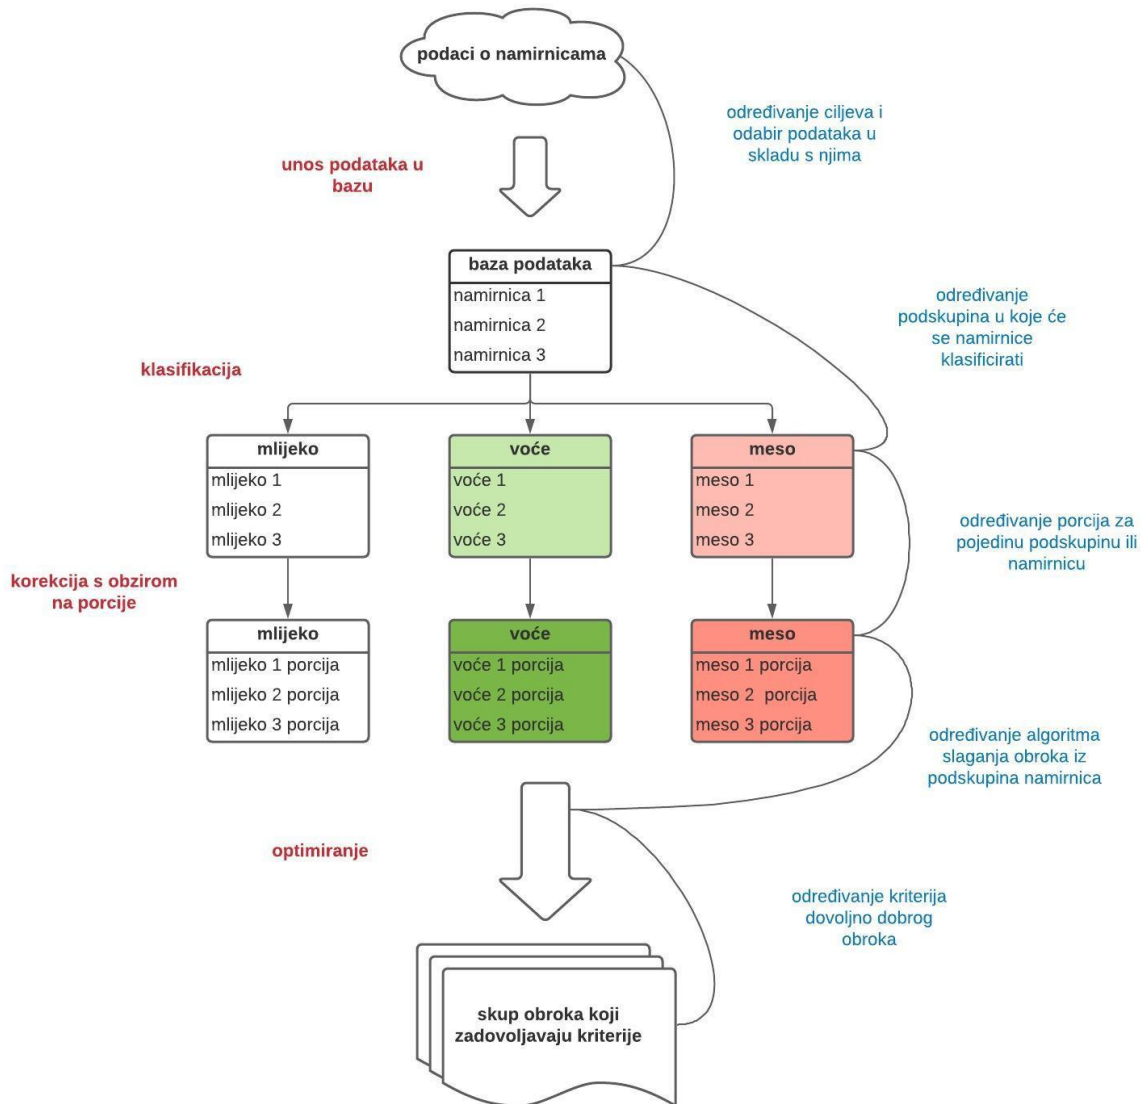 podaci o namirnicama
određivanje ciljeva i
odabir podataka u
skladu s njima
unos podataka u
bazu
baza podataka
namirnica 1
namirnica 2
namirnica 3
određivanje
podskupina u koje će
se namirnice
klasificirati
klasifikacija
mlijeko
mlijeko 1
mlijeko 2
mlijeko 3
voće
voće 1
voće 2
voće 3
meso
meso 1
meso 2
meso 3
određivanje porcija za
pojedinu podskupinu ili
namirnicu
korekcija s obzirom
na porcije
mlijeko
mlijeko 1 porcija
mlijeko 2 porcija
mlijeko 3 porcija
voće
voće 1 porcija
voće 2 porcija
voće 3 porcija
meso
meso 1 porcija
meso 2  porcija
meso 3 porcija
određivanje algoritma
slaganja obroka iz
podskupina namirnica
optimiranje
određivanje kriterija
dovoljno dobrog
obroka
skup obroka koji
zadovoljavaju kriterije